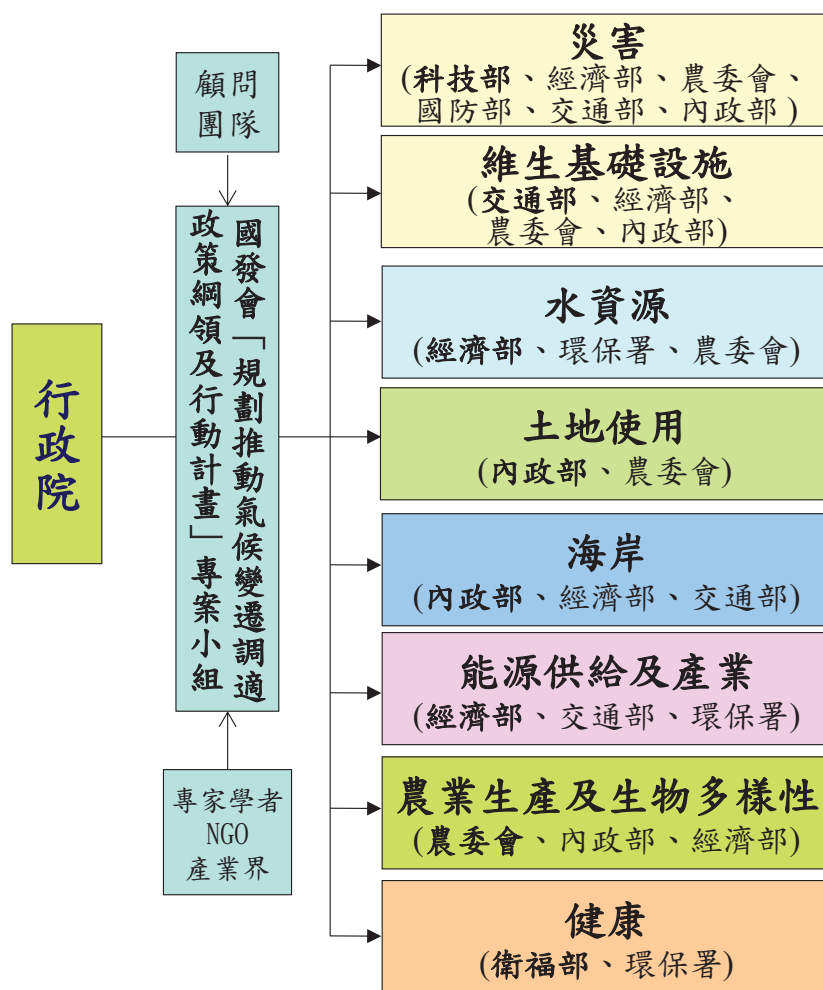 行政院
顧問
團隊
國發會「規劃推動氣候變遷調適
政策綱領及行動計畫」專案小組
專家學者
NGO
產業界
災害
(科技部、經濟部、農委會、
國防部、交通部、內政部)
維生基礎設施
(交通部、經濟部、
農委會、內政部)
水資源
(經濟部、環保署、農委會)
土地使用
(內政部、農委會)
海岸
(內政部、經濟部、交通部)
能源供給及產業
(經濟部、交通部、環保署)
農業生產及生物多樣性
(農委會、內政部、經濟部)
健康
(衛福部、環保署)